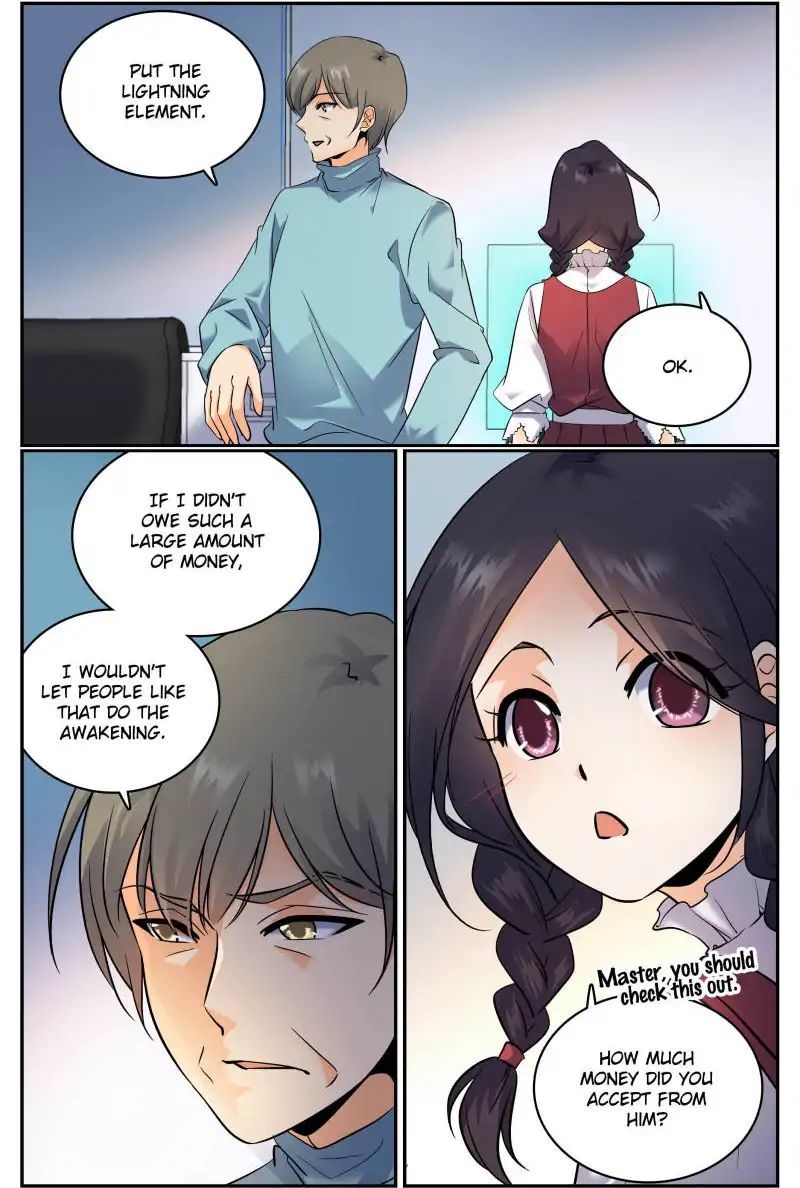 PUT THE
LIGHTNING
ELEMENT.
OK.
IF I DIDN'T
OWE SUCH A
LARGE AMOUNT
OF MONEY,
I WOULDN'T
LET PEOPLE LIKE
THAT DO THE
AWAKENING.
Master, you should
check this out.
HOW MUCH
MONEY DID YOU
ACCEPT FROM
HIM?